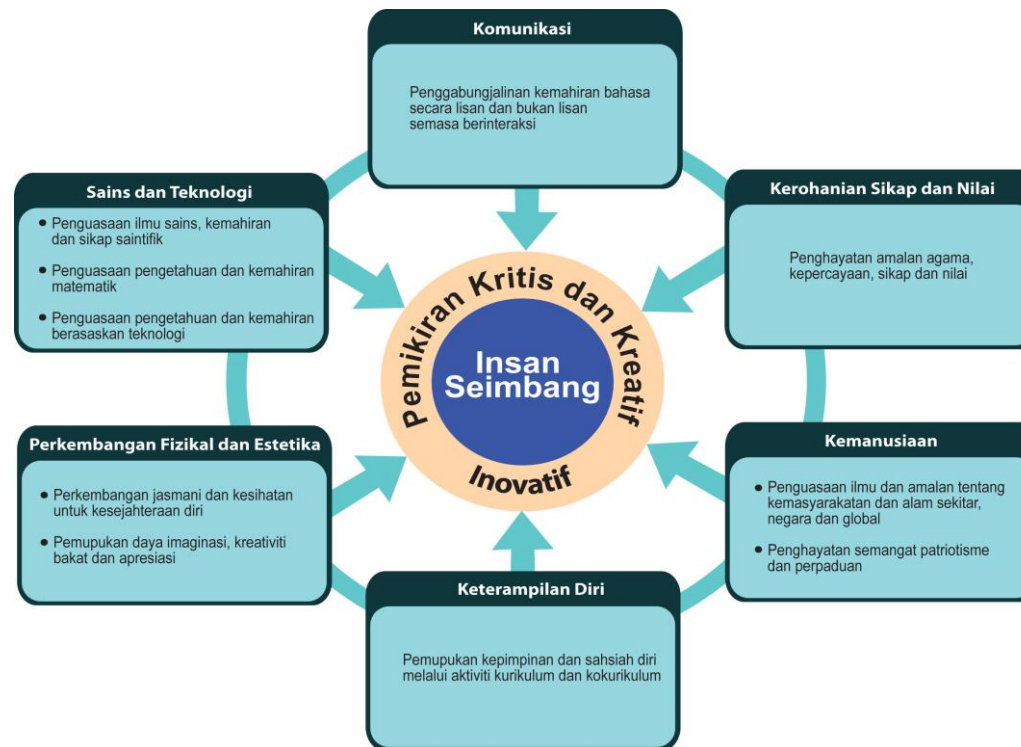 Komunikasi
Penggabungjalinan kemahiran bahasa
secara lisan dan bukan lisan
semasa berinteraksi
Sains dan Teknologi
• Penguasaan ilmu sains, kemahiran
dan sikap saintifik
• Penguasaan pengetahuan dan kemahiran
matematik
• Penguasaan pengetahuan dan kemahiran
berasaskan teknologi
Kerohanian Sikap dan Nilai
Penghayatan amalan agama,
kepercayaan, sikap dan nilai
Pemikiran Kritis dan Kreatif
Insan
Seimbang
Inovatif
Perkembangan Fizikal dan Estetika
• Perkembangan jasmani dan kesihatan
untuk kesejahteraan diri
• Pemupukan daya imaginasi, kreativiti
bakat dan apresiasi
Kemanusiaan
• Penguasaan ilmu dan amalan tentang
kemasyarakatan dan alam sekitar,
negara dan global
• Penghayatan semangat patriotisme
dan perpaduan
Keterampilan Diri
Pemupukan kepimpinan dan sahsiah diri
melalui aktiviti kurikulum dan kokurikulum